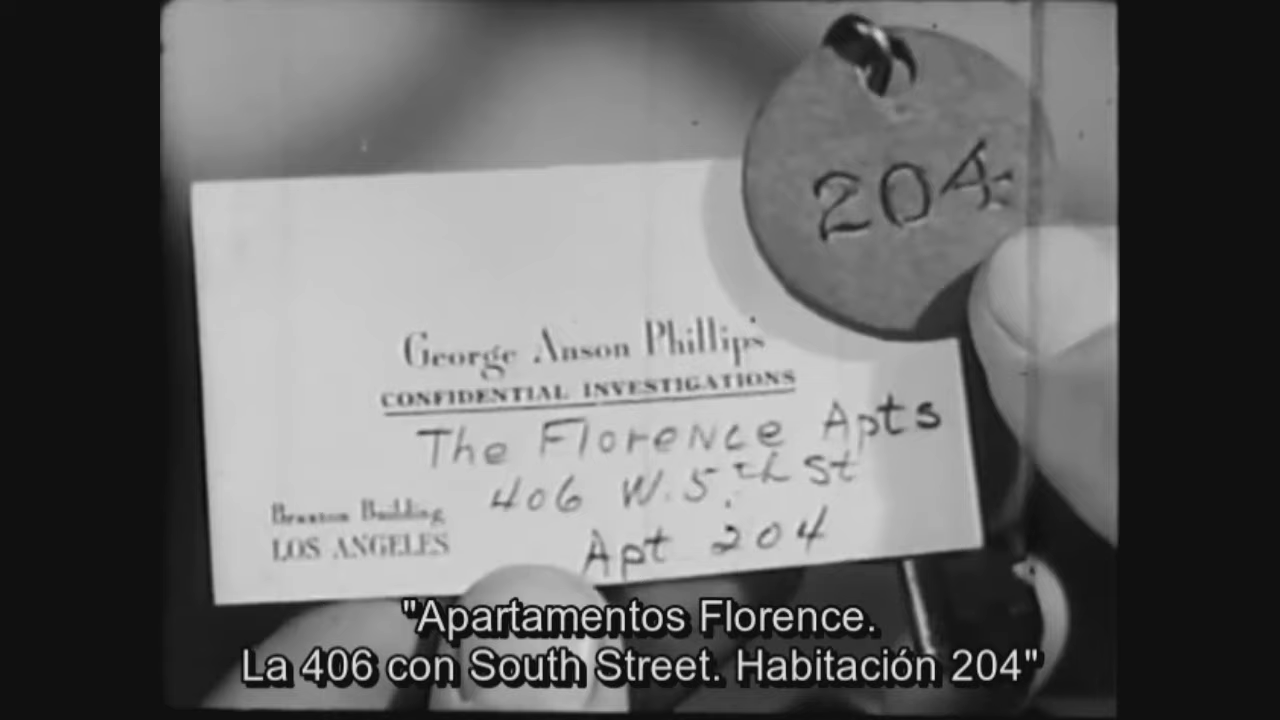 204
George Anson Phillips
CONFIDENTIAL INVESTIGATIONS
The Florence Apts
406 W. 5th St
Apt 204
Building
LOS ANGELES
"Apartamentos Florence.
La 406 con South Street. Habitación 204"